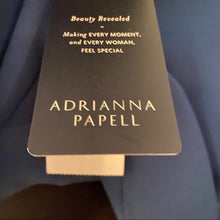 Beauty Revealed
~
Making EVERY MOMENT,
and EVERY WOMAN,
FEEL SPECIAL
ADRIANNA
PAPELL